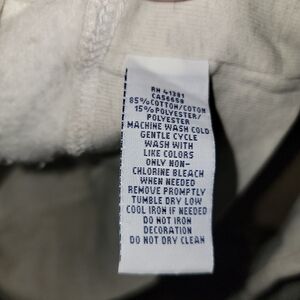 RN 41381
CA56658
85%COTTON/COTON
15%POLYESTER/
POLYESTER
MACHINE WASH COLD
GENTLE CYCLE
WASH WITH
LIKE COLORS
ONLY NON-
CHLORINE BLEACH
WHEN NEEDED
REMOVE PROMPTLY
TUMBLE DRY LOW
COOL IRON IF NEEDED
DO NOT IRON
DECORATION
DO NOT DRY CLEAN